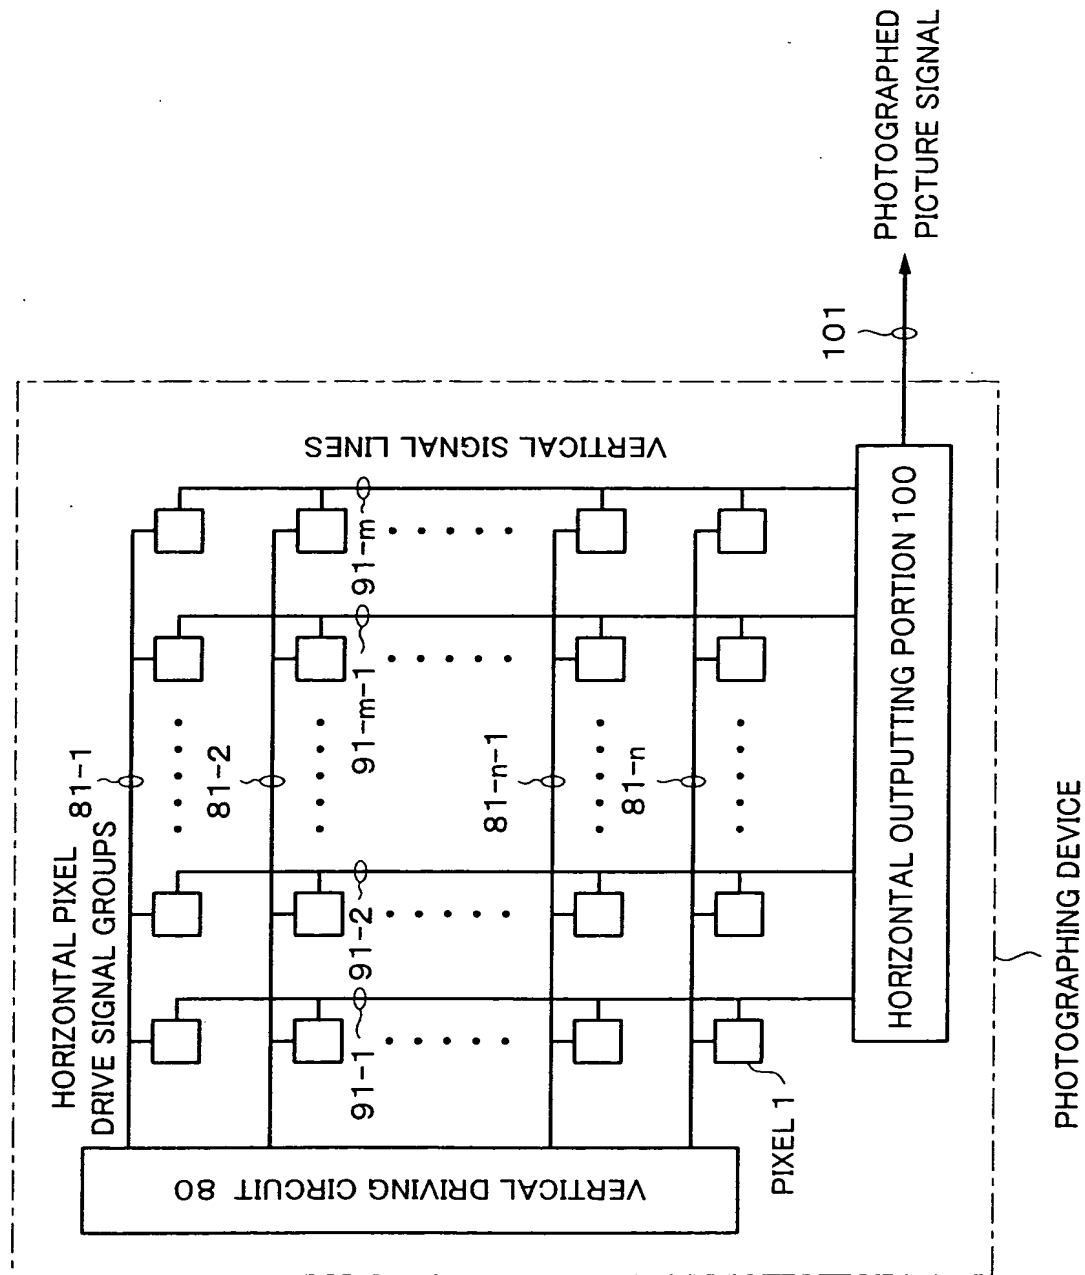 HORIZONTAL PIXEL
DRIVE SIGNAL GROUPS
81-1
81-2
81-n-1
81-n
VERTICAL DRIVING CIRCUIT 80
91-1
91-2
91-m-1
91-m
VERTICAL SIGNAL LINES
PIXEL 1
HORIZONTAL OUTPUTTING PORTION 100
101
PHOTOGRAPHED
PICTURE SIGNAL
PHOTOGRAPHING DEVICE